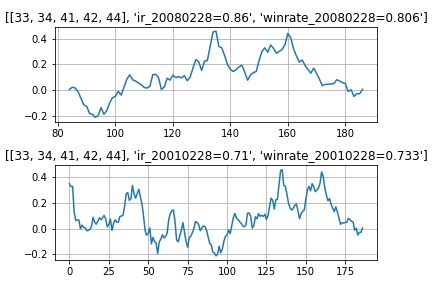 [[33, 34, 41, 42, 44], 'ir_20080228=0.86', 'winrate_20080228=0.806']
0.4
0.2
0.0
−0.2
80 100 120 140 160 180
[[33, 34, 41, 42, 44], 'ir_20010228=0.71', 'winrate_20010228=0.733']
0.4
0.2
0.0
−0.2
0 25 50 75 100 125 150 175